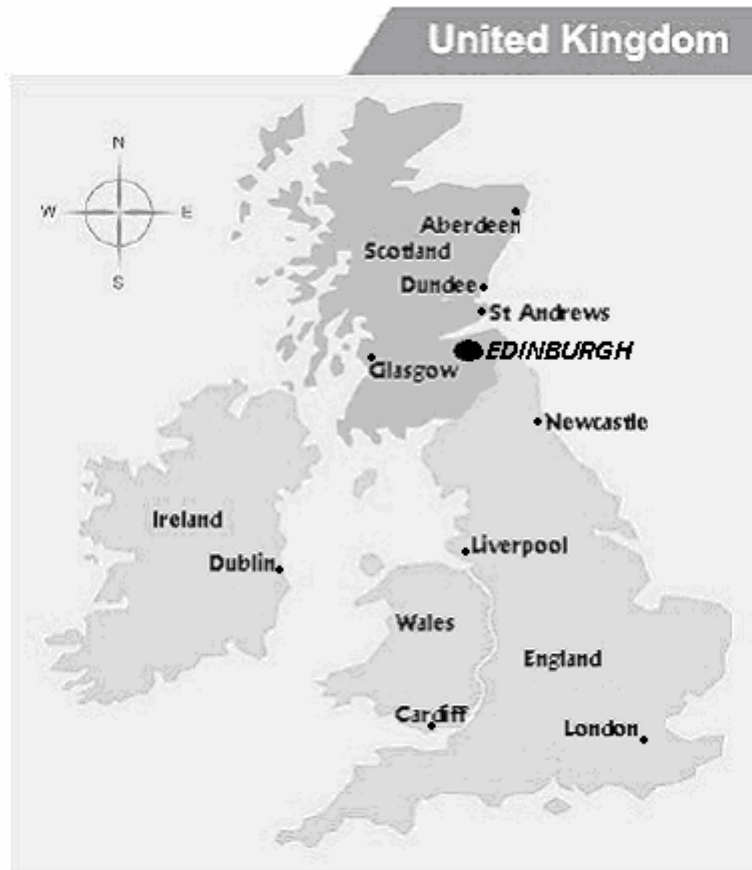 United Kingdom
N
W
E
S
Aberdeen
Scotland
Dundee
St Andrews
EDINBURGH
Glasgow
Newcastle
Ireland
Liverpool
Dublin
Wales
England
Cardiff
London